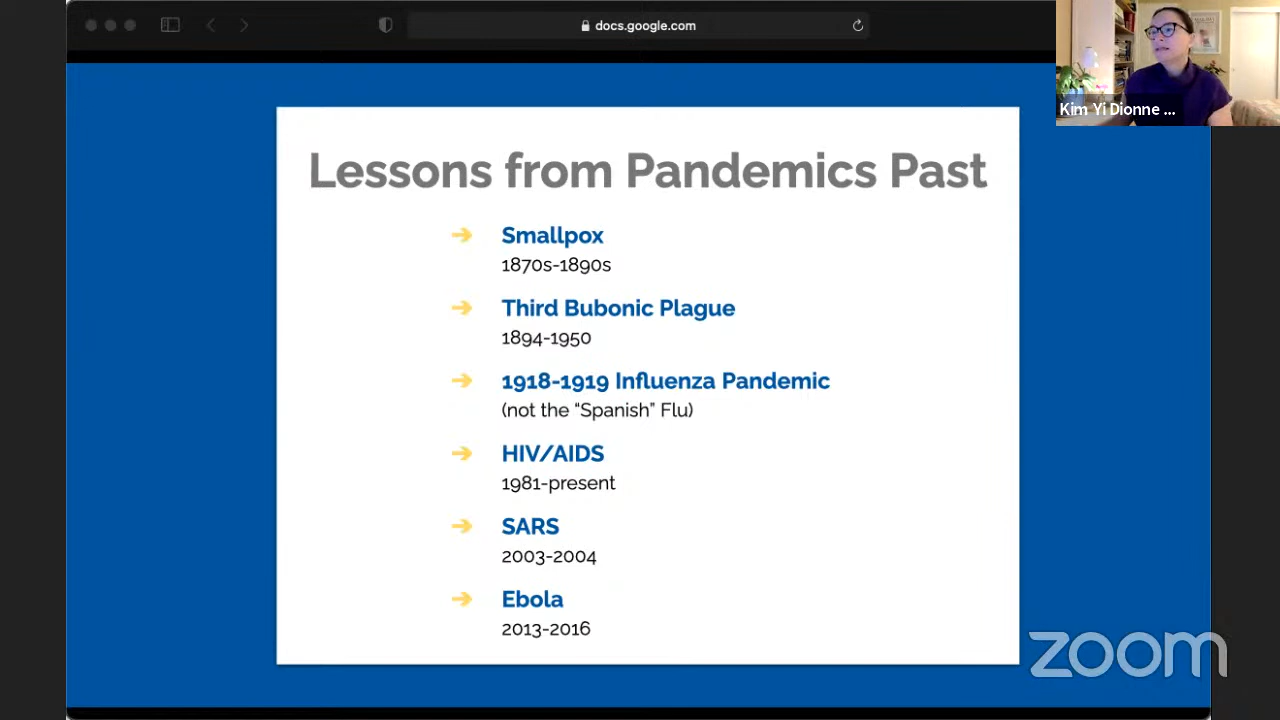 docs.google.com
Kim Yi Dionne ...
Lessons from Pandemics Past
➔ Smallpox
1870s-1890s
➔ Third Bubonic Plague
1894-1950
➔ 1918-1919 Influenza Pandemic
(not the “Spanish” Flu)
➔ HIV/AIDS
1981-present
➔ SARS
2003-2004
➔ Ebola
2013-2016
zoom